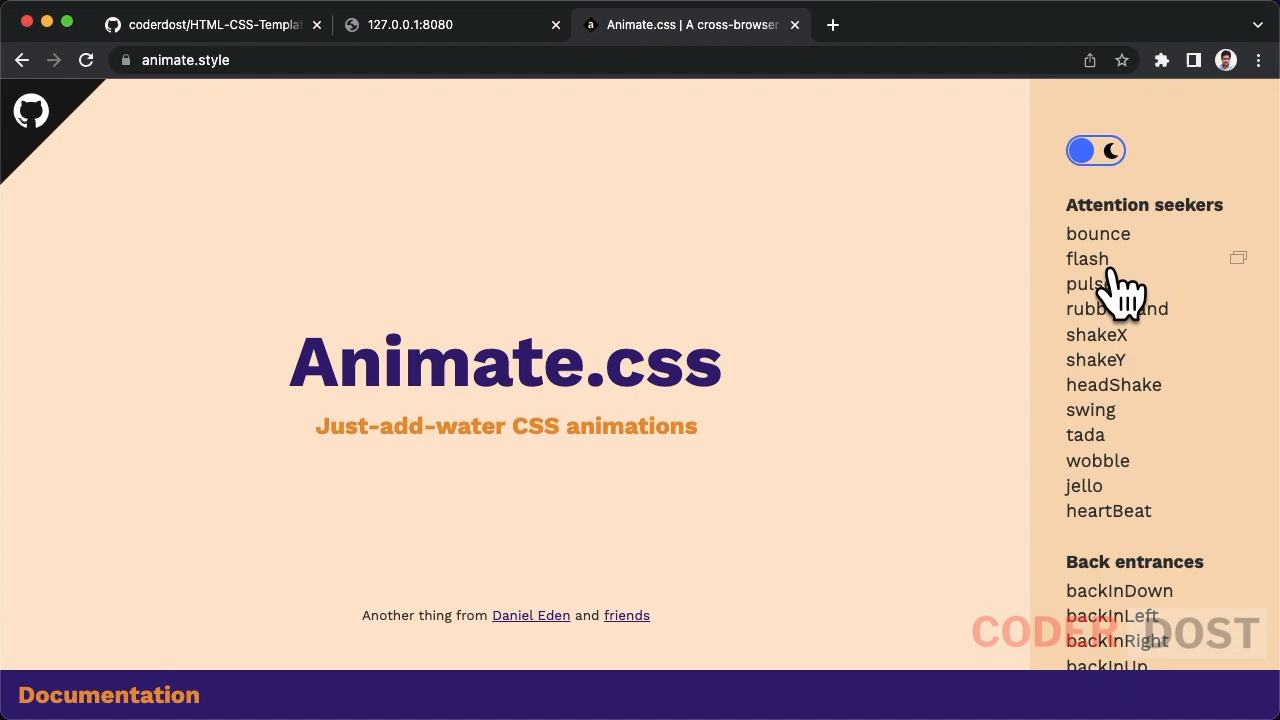 coderdost/HTML-CSS-Templat
127.0.0.1:8080
Animate.css | A cross-browser
animate.style
Attention seekers
bounce
flash
pulse
rubberBand
shakeX
shakeY
headShake
swing
tada
wobble
jello
heartBeat
Animate.css
Just-add-water CSS animations
Another thing from Daniel Eden and friends
Back entrances
backInDown
backInLeft
backInRight
backInUp
CODER DOST
Documentation